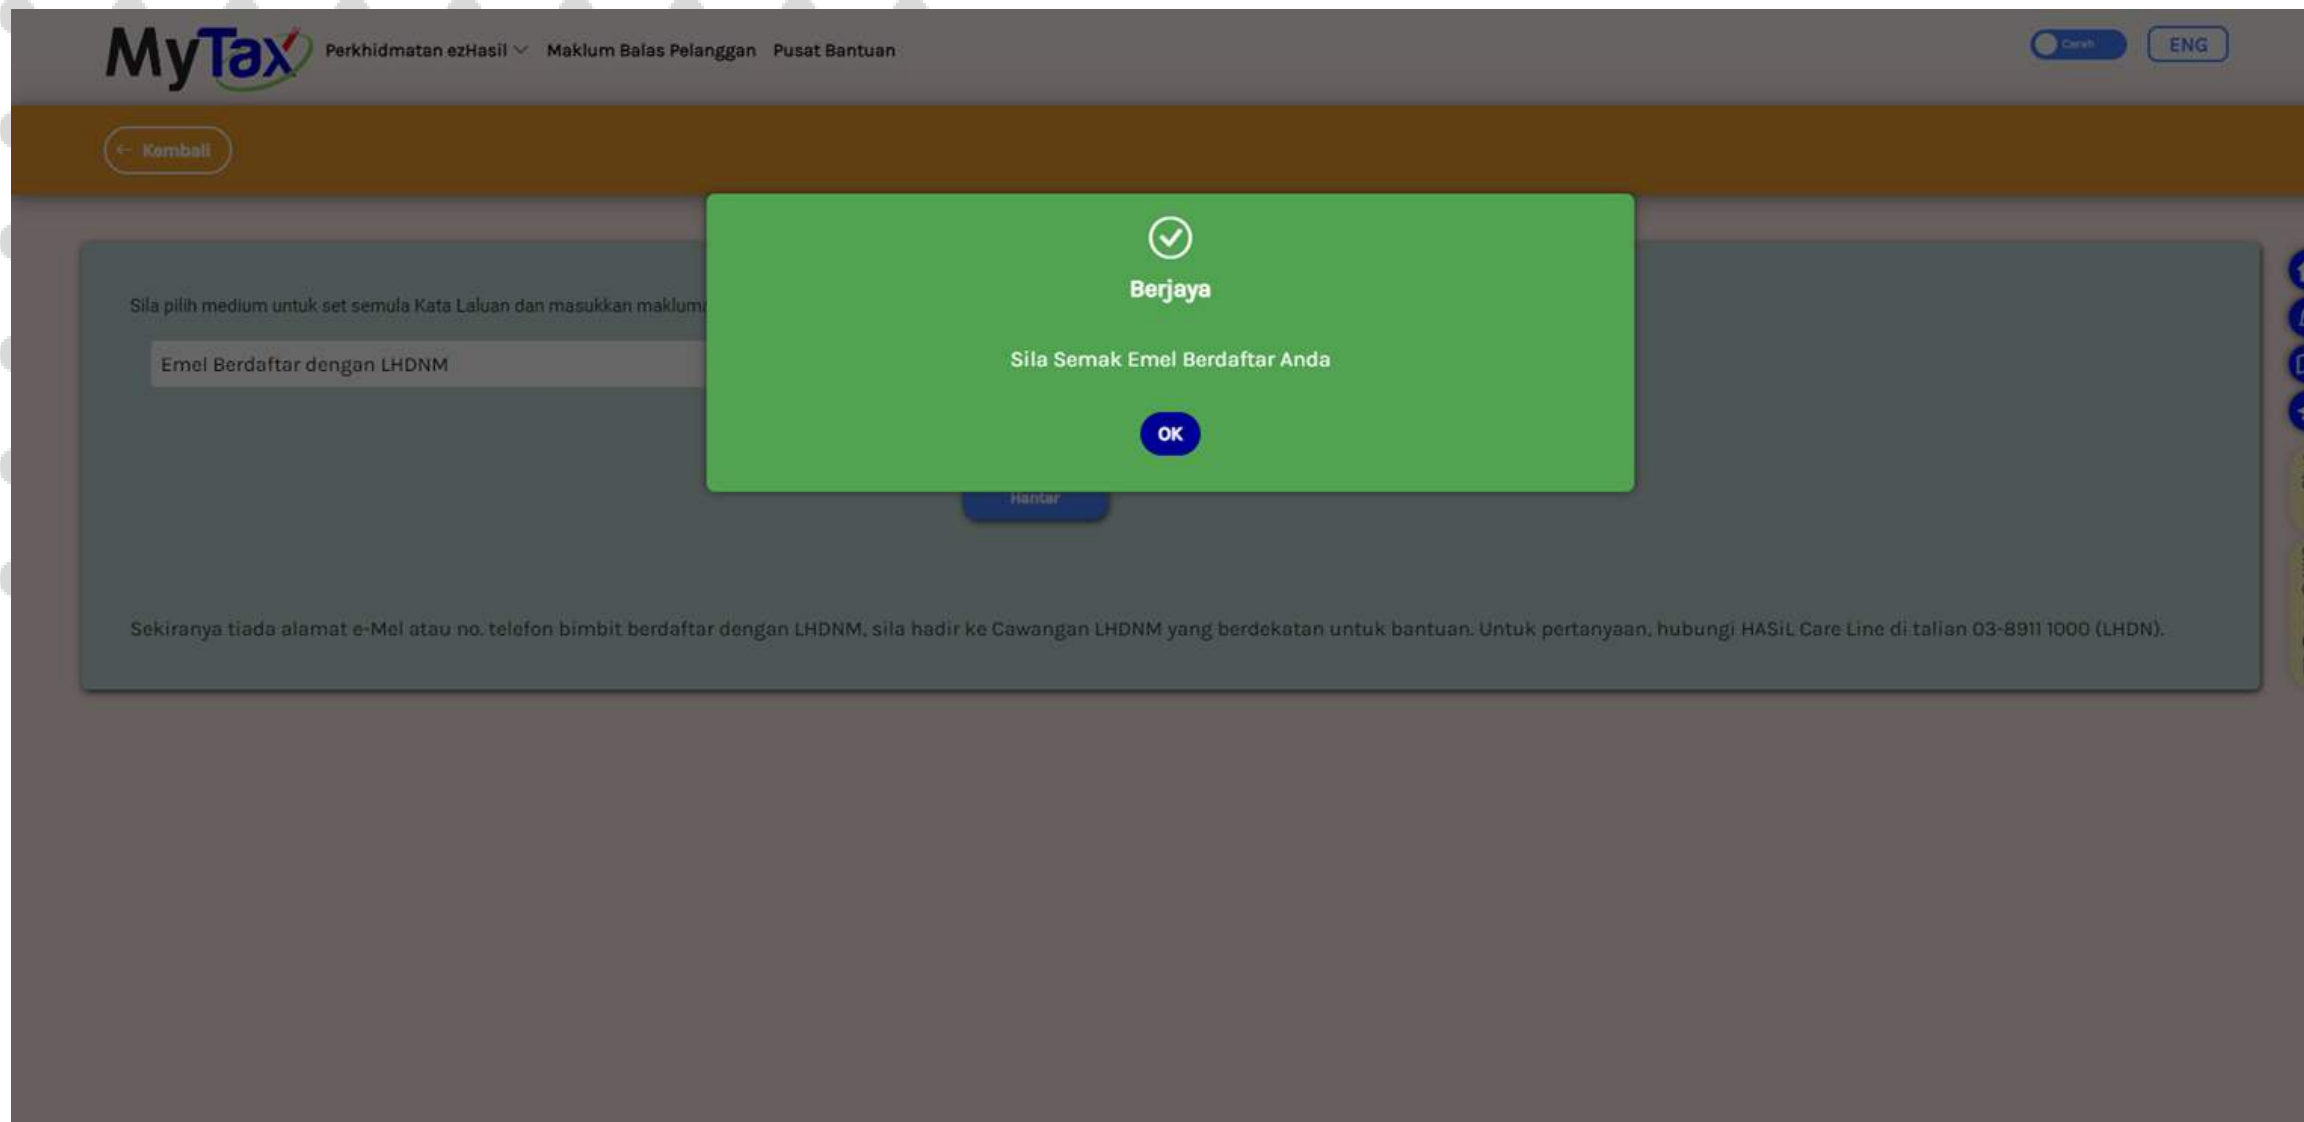 MyTax
Perkhidmatan ezHasil Maklum Balas Pelanggan Pusat Bantuan
Cerah
ENG
← Kembali
Berjaya
Sila Semak Emel Berdaftar Anda
OK
Sila pilih medium untuk set semula Kata Laluan dan masukkan
Emel Berdaftar dengan LHDNM
Hantar
Sekiranya tiada alamat e-Mel atau no. telefon bimbit berdaftar dengan LHDNM, sila hadir ke Cawangan LHDNM yang berdekatan untuk bantuan. Untuk pertanyaan, hubungi HASiL Care Line di talian 03-8911 1000 (LHDN).